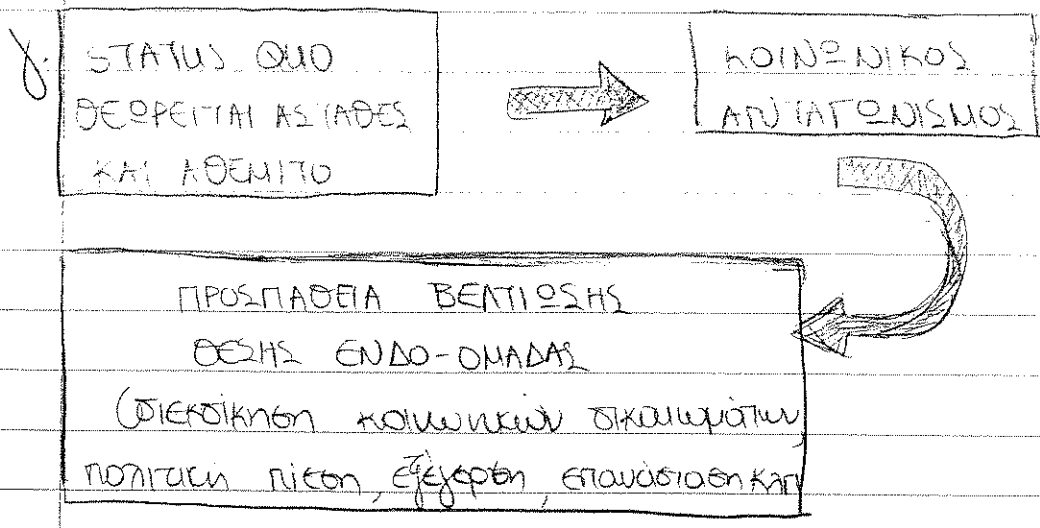 γ.
STATUS QUO
ΘΕΩΡΕΙΤΑΙ ΑΣΤΑΘΕΣ
ΚΑΙ ΑΘΕΜΙΤΟ
ΚΟΙΝΩΝΙΚΟΣ
ΑΝΤΑΓΩΝΙΣΜΟΣ
ΠΡΟΣΠΑΘΕΙΑ ΒΕΛΤΙΩΣΗΣ
ΘΕΣΗΣ ΕΝΔΟ-ΟΜΑΔΑΣ
(διεκδίκηση κοινωνικών δικαιωμάτων,
πολιτική πίεση, εξέγερση, επανάσταση κλπ)